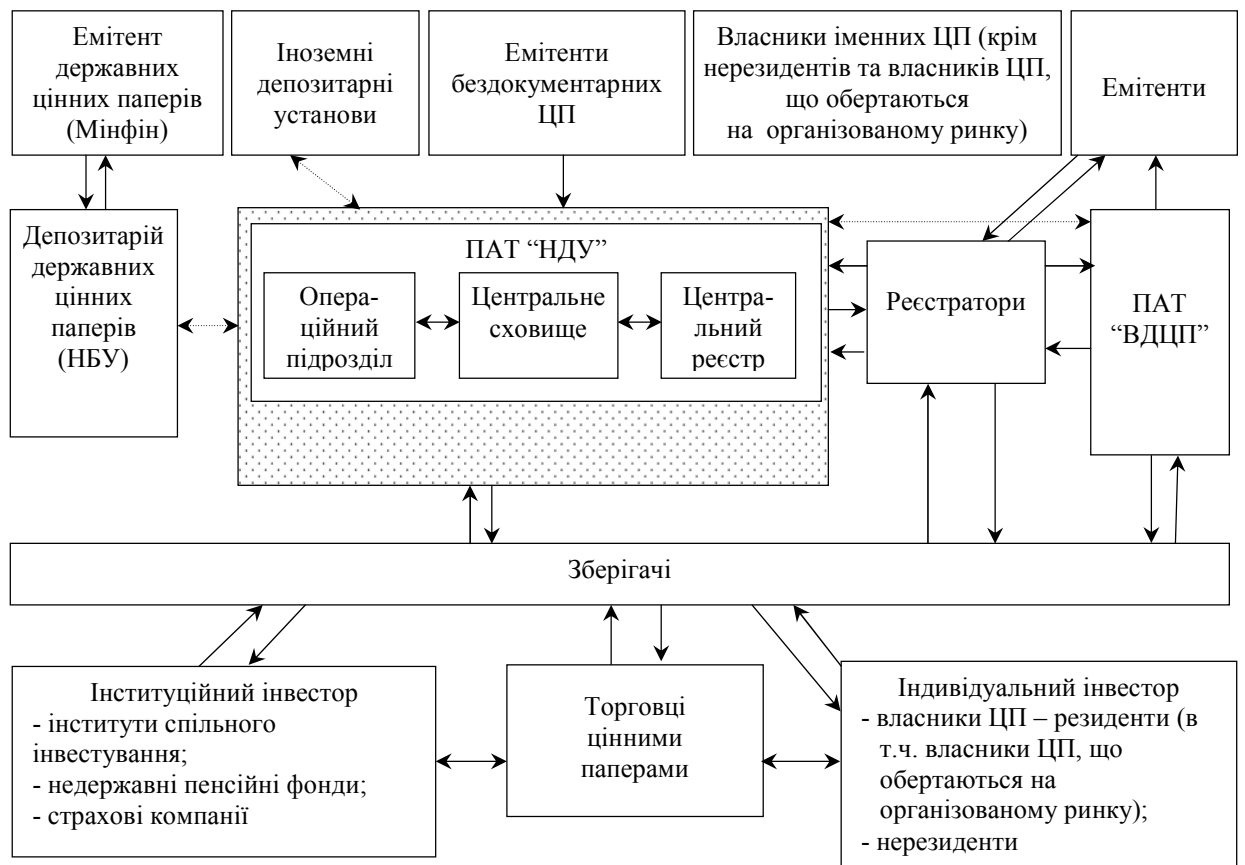 Емітент
державних
цінних паперів
(Мінфін)
Іноземні
депозитарні
установи
Емітенти
бездокументарних
ЦП
Власники іменних ЦП (крім
нерезидентів та власників ЦП,
що обертаються
на організованому ринку)
Емітенти
Депозитарій
державних
цінних
паперів
(НБУ)
ПАТ “НДУ”
Опера-
ційний
підрозділ
Центральне
сховище
Центра-
льний
реєстр
Реєстратори
ПАТ
“ВДЦП”
Зберігачі
Інституційний інвестор
- інститути спільного
інвестування;
- недержавні пенсійні фонди;
- страхові компанії
Торговці
цінними
паперами
Індивідуальний інвестор
- власники ЦП – резиденти (в
т.ч. власники ЦП, що
обертаються на
організованому ринку);
- нерезиденти